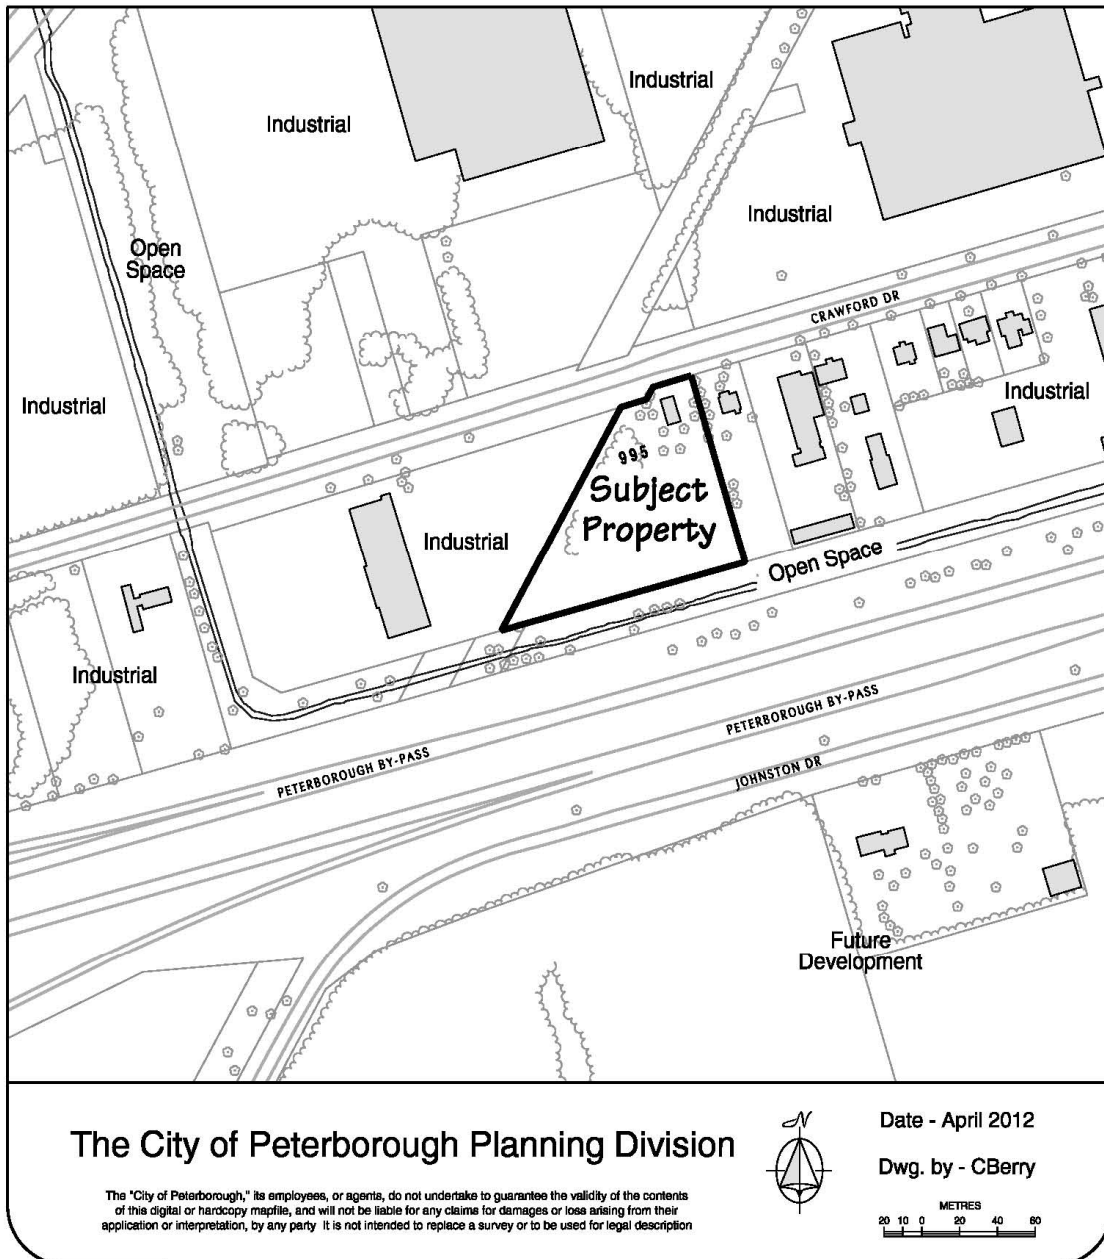 Industrial
Industrial
Industrial
Open
Space
CRAWFORD DR
Industrial
Industrial
995
Subject
Property
Industrial
Open Space
Industrial
PETERBOROUGH BY-PASS
PETERBOROUGH BY-PASS
JOHNSTON DR
Future
Development
The City of Peterborough Planning Division
The "City of Peterborough," its employees, or agents, do not undertake to guarantee the validity of the contents
of this digital or hardcopy mapfile, and will not be liable for any claims for damages or loss arising from their
application or interpretation, by any party It is not intended to replace a survey or to be used for legal description
N
Date - April 2012
Dwg. by - CBerry
METRES
20 10 0 20 40 60